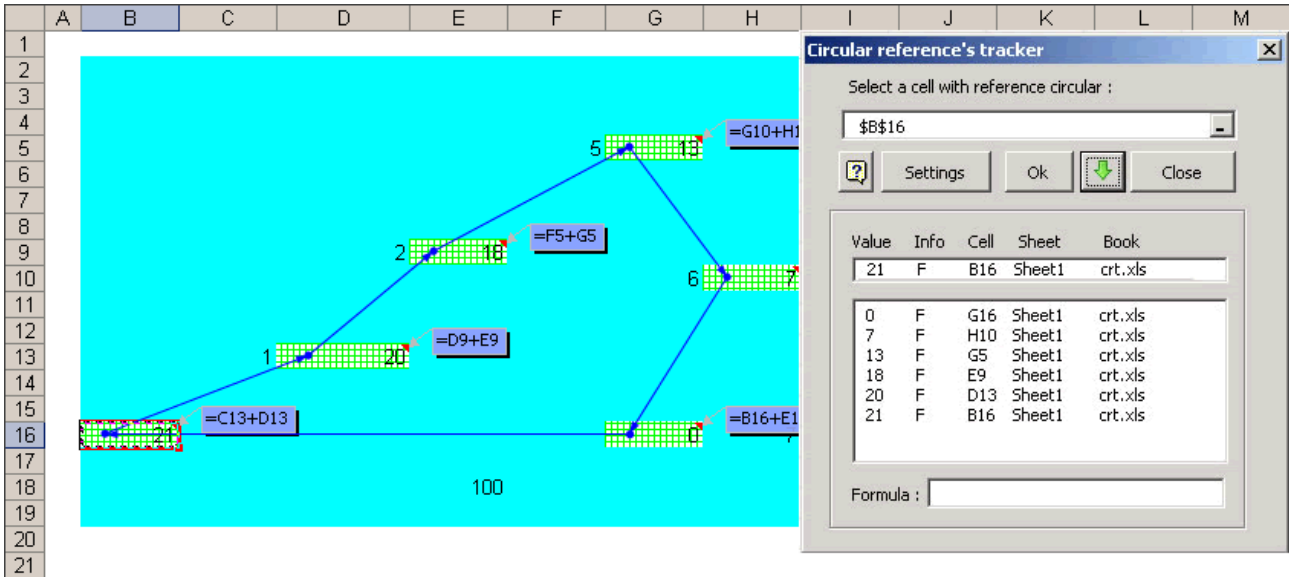 A B C D E F G H I J K L M
1
Circular reference's tracker
2
3
Select a cell with reference circular :
4
$B$16
=G10+H1
5
5 13
6
Settings Ok Close
7
8
=F5+G5
9
2 18
Value Info Cell Sheet Book
10
6 7
21 F B16 Sheet1 crt.xls
11
12
0 F G16 Sheet1 crt.xls
=D9+E9
7 F H10 Sheet1 crt.xls
13
1 20
13 F G5 Sheet1 crt.xls
14
18 F E9 Sheet1 crt.xls
20 F D13 Sheet1 crt.xls
15
=C13+D13
21 F B16 Sheet1 crt.xls
=B16+E1
16
21 0
17
18
100
Formula :
19
20
21